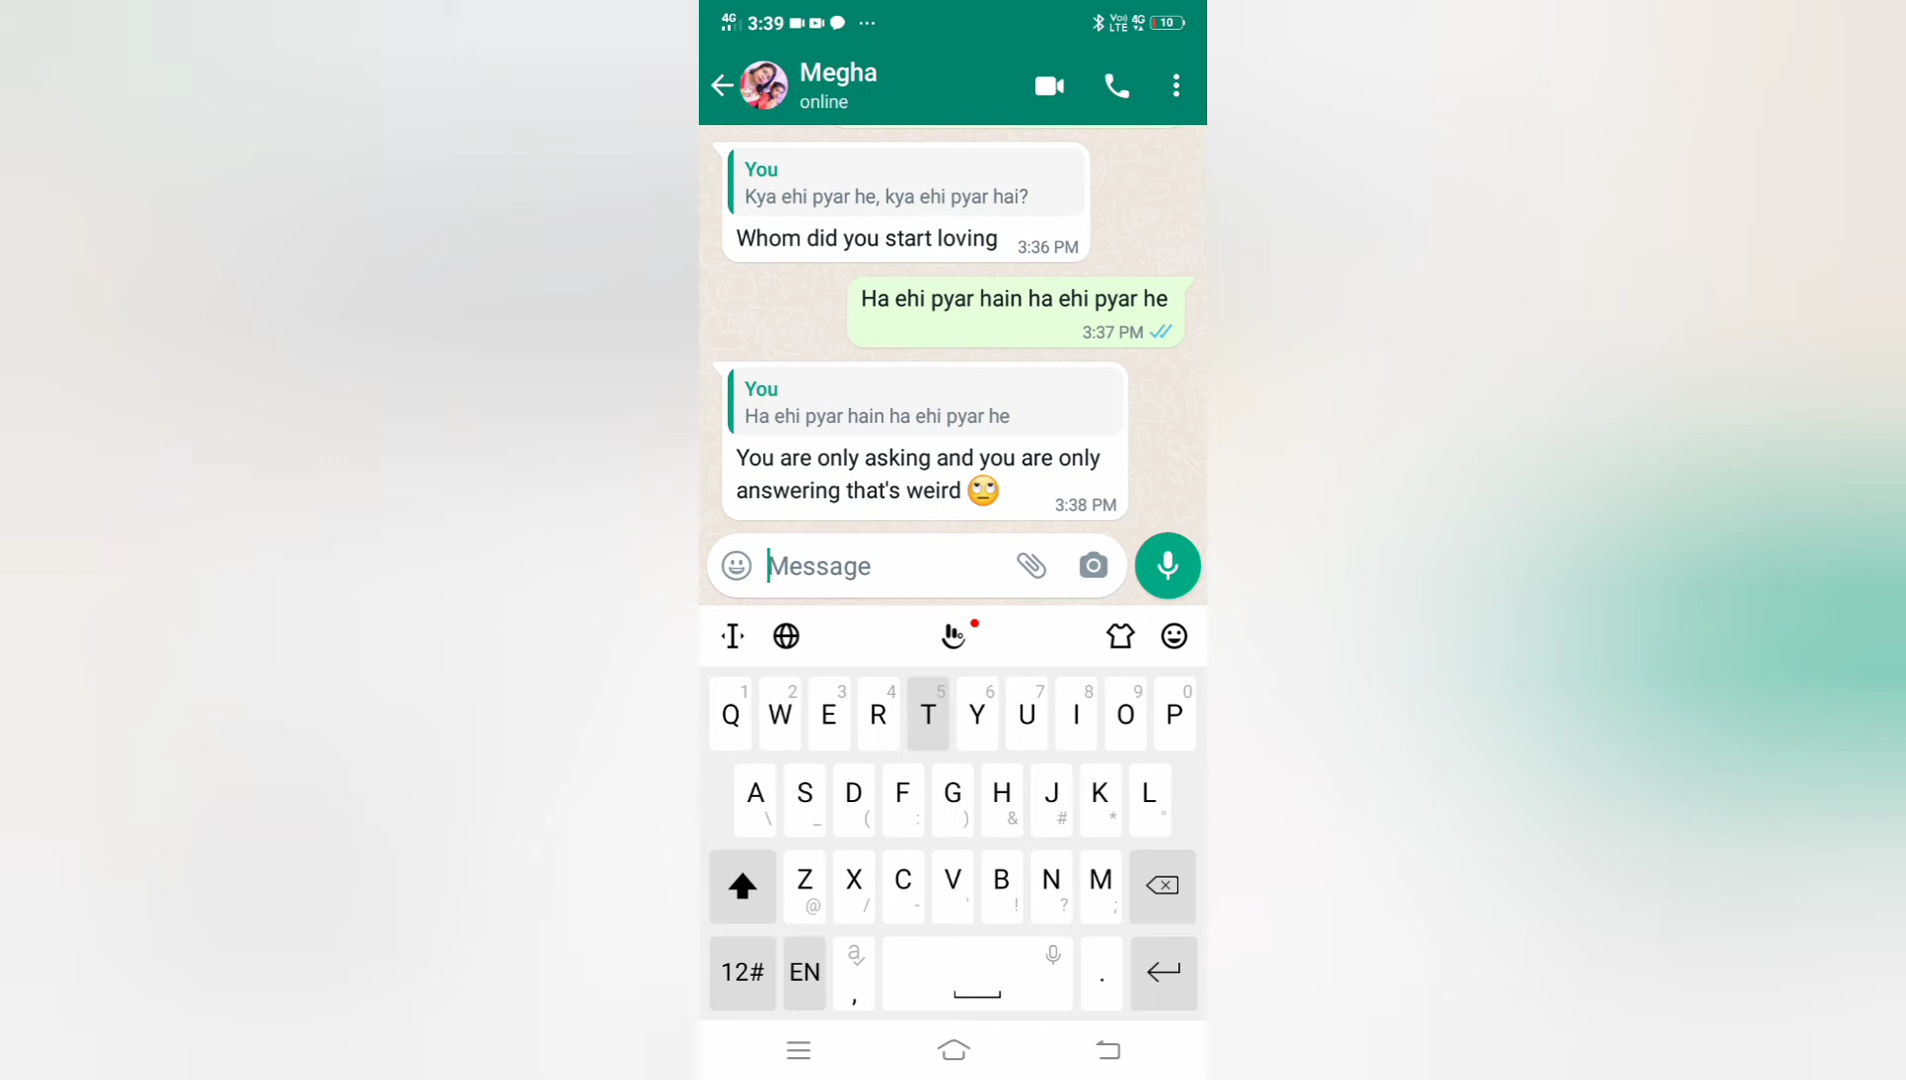 4G 3:39 ... VoLTE 4G 10
Megha
online
You
Kya ehi pyar he, kya ehi pyar hai?
Whom did you start loving 3:36 PM
Ha ehi pyar hain ha ehi pyar he
3:37 PM
You
Ha ehi pyar hain ha ehi pyar he
You are only asking and you are only
answering that's weird 🙄 3:38 PM
Message
1 2 3 4 5 6 7 8 9 0
Q W E R T Y U I O P
A S D F G H J K L
\ _ ( : ) & # * "
Z X C V B N M
@ / - ' ! ? ;
12# EN a , .